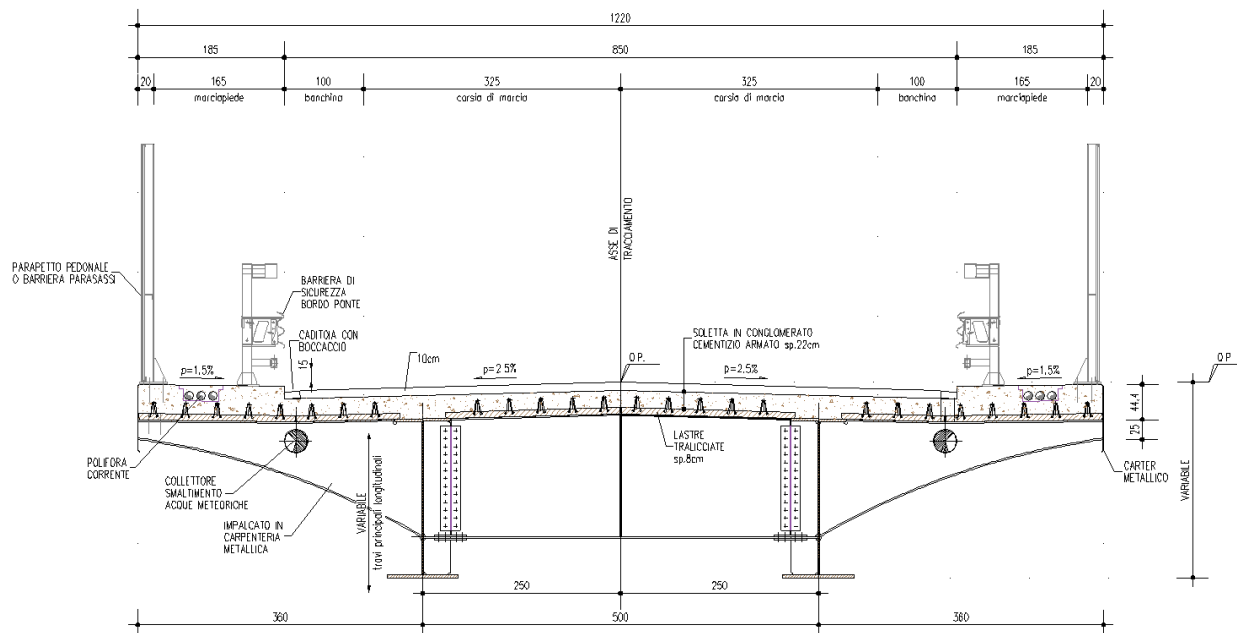 1220
185 850 185
20 165 100 325 325 100 165 20
marciapiede banchina corsia di marcia corsia di marcia banchina marciapiede
ASSE DI
TRACCIAMENTO
PARAPETTO PEDONALE
O BARRIERA PARASASSI
BARRIERA DI
SICUREZZA
BORDO PONTE
CADITOIA CON
BOCCACCIO
15
10cm
SOLETTA IN CONGLOMERATO
CEMENTIZIO ARMATO sp.22cm
p=1,5% p=2.5% Q.P. p=2,5% p=1,5% Q.P.
44,4
25
LASTRE
TRALICCIATE
sp.8cm
POLIFORA
CORRENTE
COLLETTORE
SMALTIMENTO
ACQUE METEORICHE
CARTER
METALLICO
IMPALCATO IN
CARPENTERIA
METALLICA
VARIABILE
travi principali longitudinali
VARIABILE
250 250
360 500 360